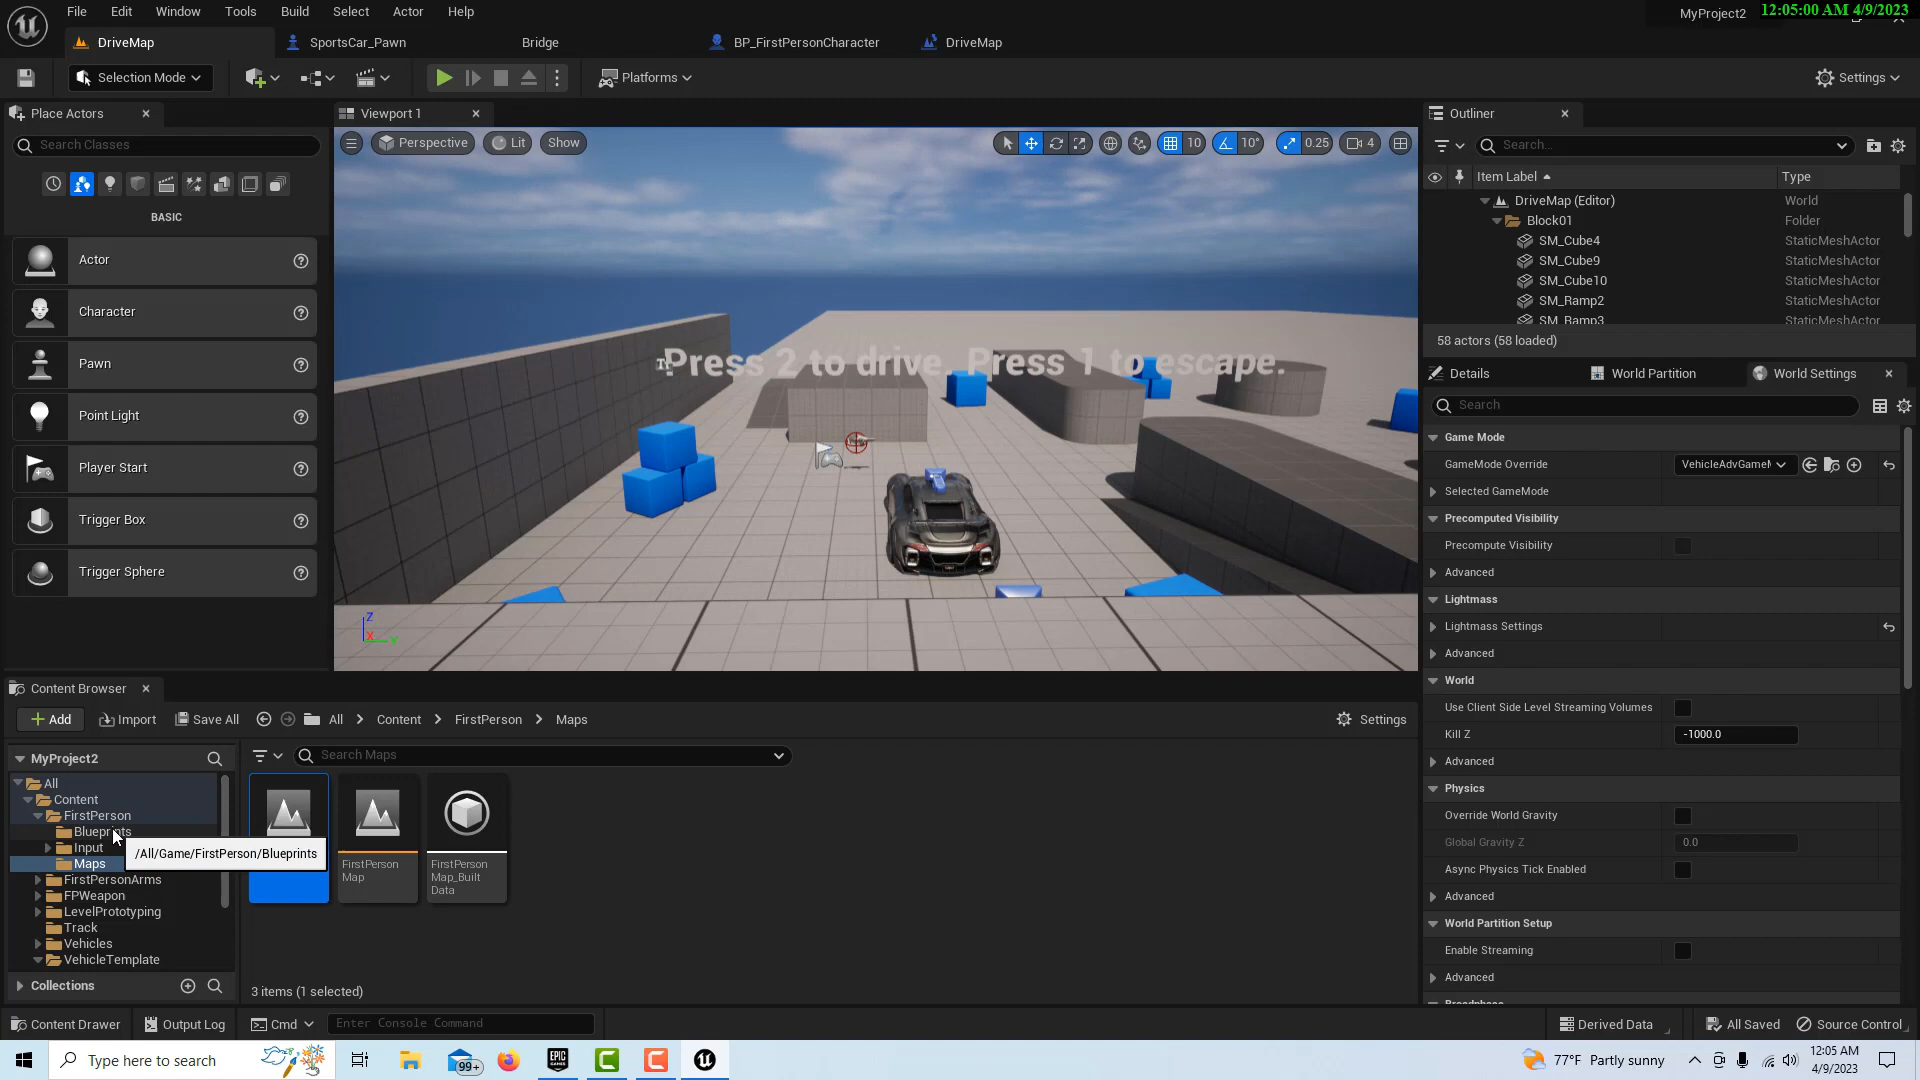 File Edit Window Tools Build Select Actor Help
MyProject2
12:05:00 AM 4/9/2023
DriveMap
SportsCar_Pawn
Bridge
BP_FirstPersonCharacter
DriveMap
Selection Mode
Platforms
Settings
Place Actors
Search Classes
BASIC
Actor
Character
Pawn
Point Light
Player Start
Trigger Box
Trigger Sphere
Viewport 1
Perspective
Lit
Show
10
10°
0.25
4
Press 2 to drive. Press 1 to escape.
Z
X
Y
Outliner
Search...
Item Label
Type
DriveMap (Editor) World
Block01 Folder
SM_Cube4 StaticMeshActor
SM_Cube9 StaticMeshActor
SM_Cube10 StaticMeshActor
SM_Ramp2 StaticMeshActor
SM_Ramp3 StaticMeshActor
58 actors (58 loaded)
Details
World Partition
World Settings
Search
Game Mode
GameMode Override
VehicleAdvGameM
Selected GameMode
Precomputed Visibility
Precompute Visibility
Advanced
Lightmass
Lightmass Settings
Advanced
World
Use Client Side Level Streaming Volumes
Kill Z -1000.0
Advanced
Physics
Override World Gravity
Global Gravity Z 0.0
Async Physics Tick Enabled
Advanced
World Partition Setup
Enable Streaming
Advanced
Broadphase
Content Browser
Add
Import
Save All
All
Content
FirstPerson
Maps
Settings
MyProject2
Search Maps
All
Content
FirstPerson
Blueprints
Input
Maps
/All/Game/FirstPerson/Blueprints
FirstPersonArms
FPWeapon
LevelPrototyping
Track
Vehicles
VehicleTemplate
Collections
FirstPerson
Map
FirstPerson
Map_Built
Data
3 items (1 selected)
Content Drawer
Output Log
Cmd
Enter Console Command
Derived Data
All Saved
Source Control
Type here to search
99+
EPIC
GAMES
77°F Partly sunny
12:05 AM
4/9/2023